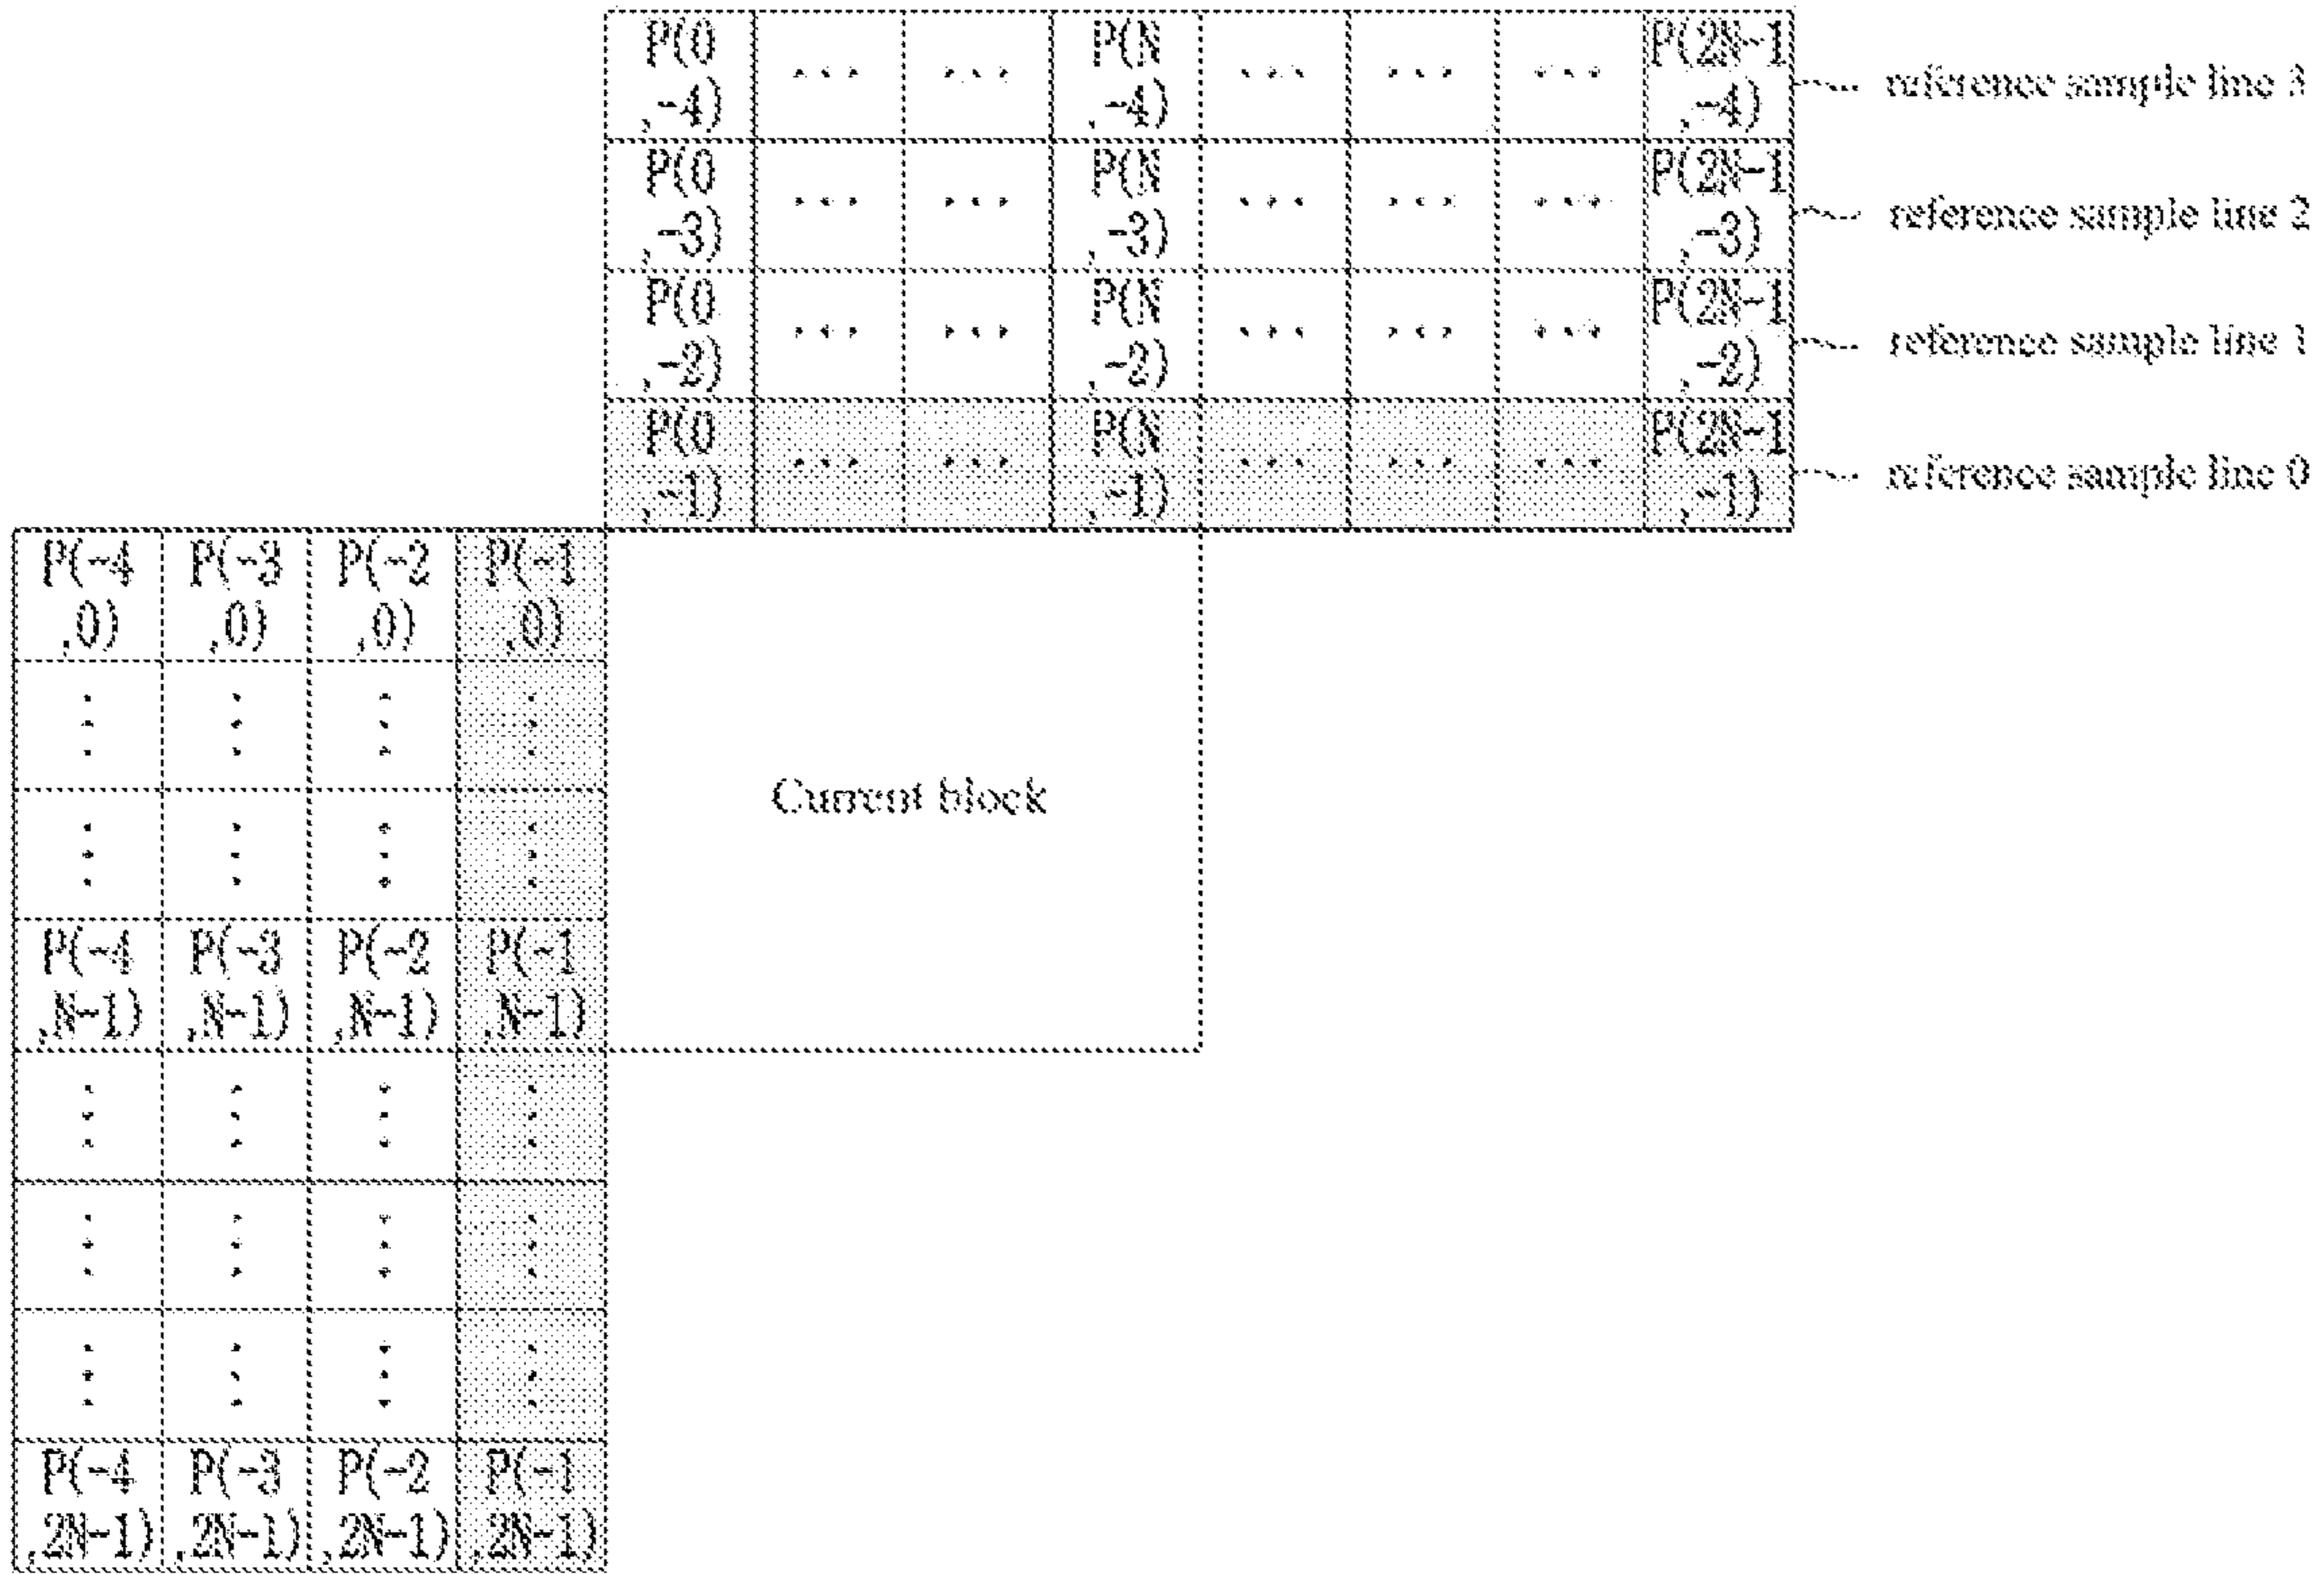 P(0 ... ... P(N ... ... ... P(2N-1
,-4) ,-4) ,-4) reference sample line 3
P(0 ... ... P(N ... ... ... P(2N-1
,-3) ,-3) ,-3) reference sample line 2
P(0 ... ... P(N ... ... ... P(2N-1
,-2) ,-2) ,-2) reference sample line 1
P(0 ... ... P(N ... ... ... P(2N-1
,-1) ,-1) ,-1) reference sample line 0
P(-4 P(-3 P(-2 P(-1
,0) ,0) ,0) ,0)
Current block
P(-4 P(-3 P(-2 P(-1
,N-1) ,N-1) ,N-1) ,N-1)
P(-4 P(-3 P(-2 P(-1
,2N-1) ,2N-1) ,2N-1) ,2N-1)